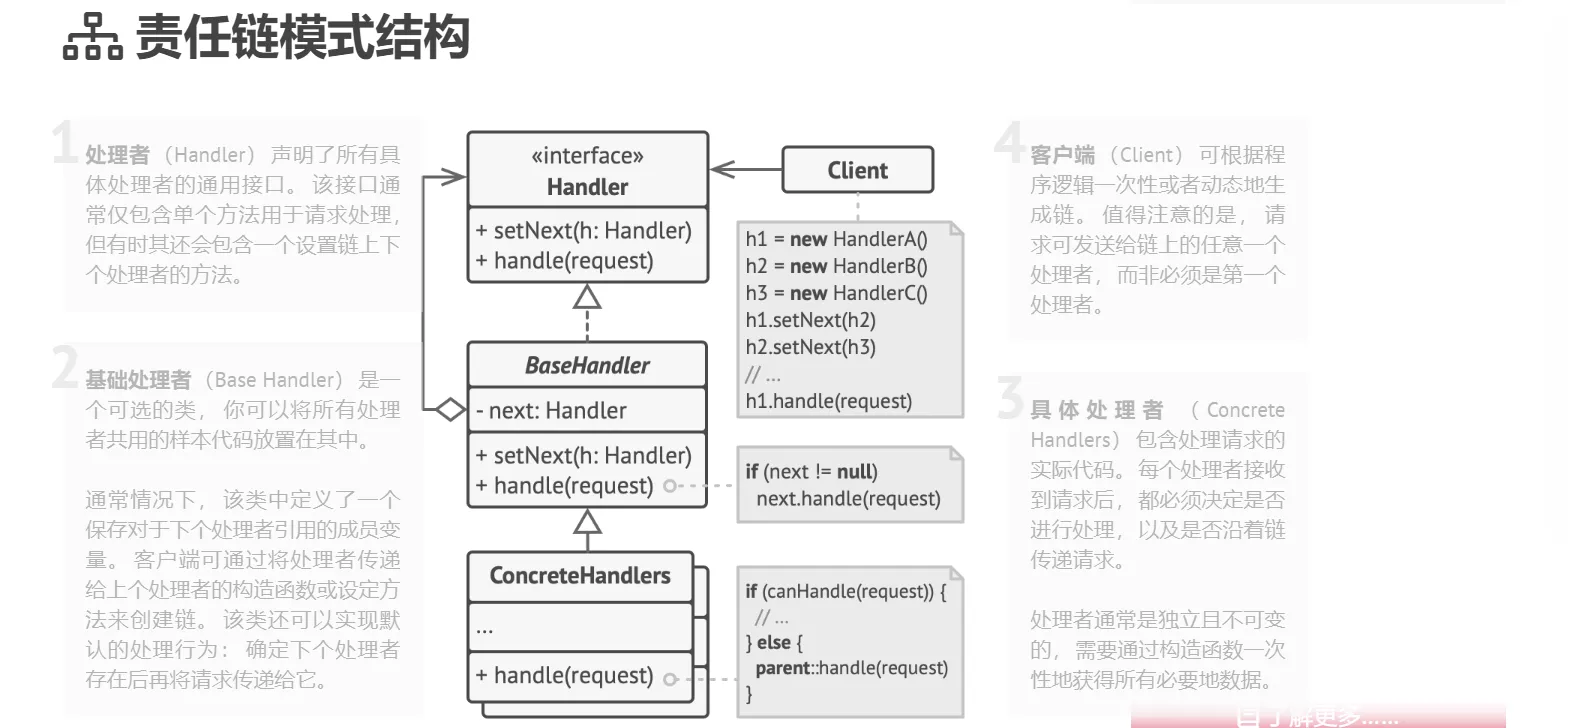 责任链模式结构
1
处理者（Handler）声明了所有具
体处理者的通用接口。 该接口通
常仅包含单个方法用于请求处理，
但有时其还会包含一个设置链上下
个处理者的方法。
2
基础处理者（Base Handler）是一
个可选的类， 你可以将所有处理
者共用的样本代码放置在其中。
通常情况下， 该类中定义了一个
保存对于下个处理者引用的成员变
量。 客户端可通过将处理者传递
给上个处理者的构造函数或设定方
法来创建链。 该类还可以实现默
认的处理行为： 确定下个处理者
存在后再将请求传递给它。
«interface»
Handler
+ setNext(h: Handler)
+ handle(request)
BaseHandler
- next: Handler
+ setNext(h: Handler)
+ handle(request)
ConcreteHandlers
...
+ handle(request)
Client
h1 = new HandlerA()
h2 = new HandlerB()
h3 = new HandlerC()
h1.setNext(h2)
h2.setNext(h3)
// ...
h1.handle(request)
if (next != null)
next.handle(request)
if (canHandle(request)) {
// ...
} else {
parent::handle(request)
}
4
客户端（Client）可根据程
序逻辑一次性或者动态地生
成链。 值得注意的是， 请
求可发送给链上的任意一个
处理者， 而非必须是第一个
处理者。
3
具体处理者（Concrete
Handlers）包含处理请求的
实际代码。 每个处理者接收
到请求后， 都必须决定是否
进行处理， 以及是否沿着链
传递请求。
处理者通常是独立且不可变
的， 需要通过构造函数一次
性地获得所有必要地数据。
了解更多......